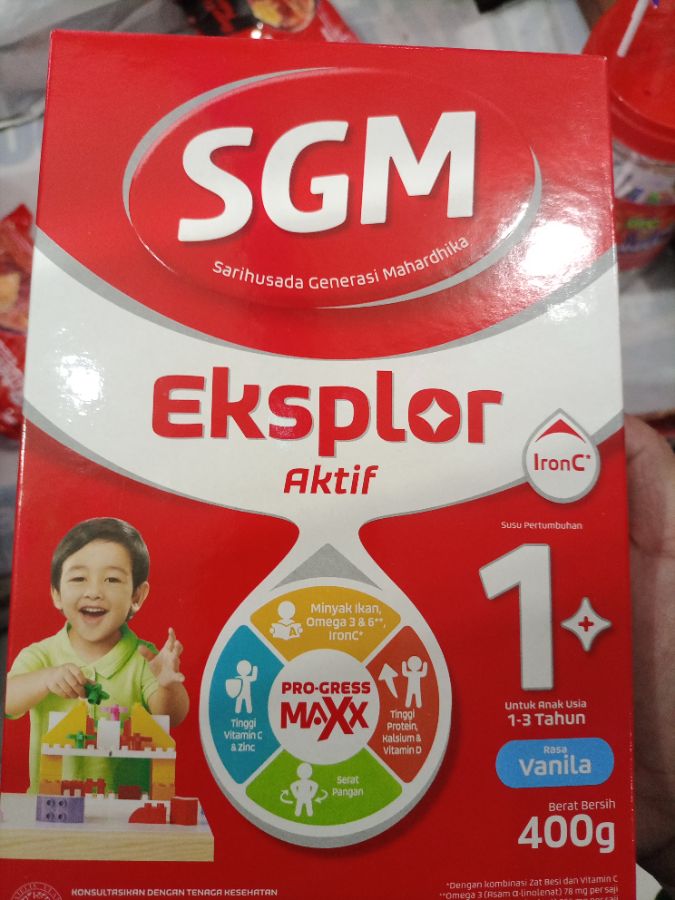 SGM
Sarihusada Generasi Mahardhika
Eksplor
Aktif
IronC*
Susu Pertumbuhan
1+
Untuk Anak Usia
1-3 Tahun
Rasa
Vanila
Berat Bersih
400g
Minyak Ikan,
Omega 3 & 6**,
IronC*
Tinggi
Vitamin C
& Zinc
PRO-GRESS
MAXX
Tinggi
Protein,
Kalsium &
Vitamin D
Serat
Pangan
KONSULTASIKAN DENGAN TENAGA KESEHATAN
*Dengan kombinasi Zat Besi dan Vitamin C
**Omega 3 (Asam α-linolenat) 78 mg per saji